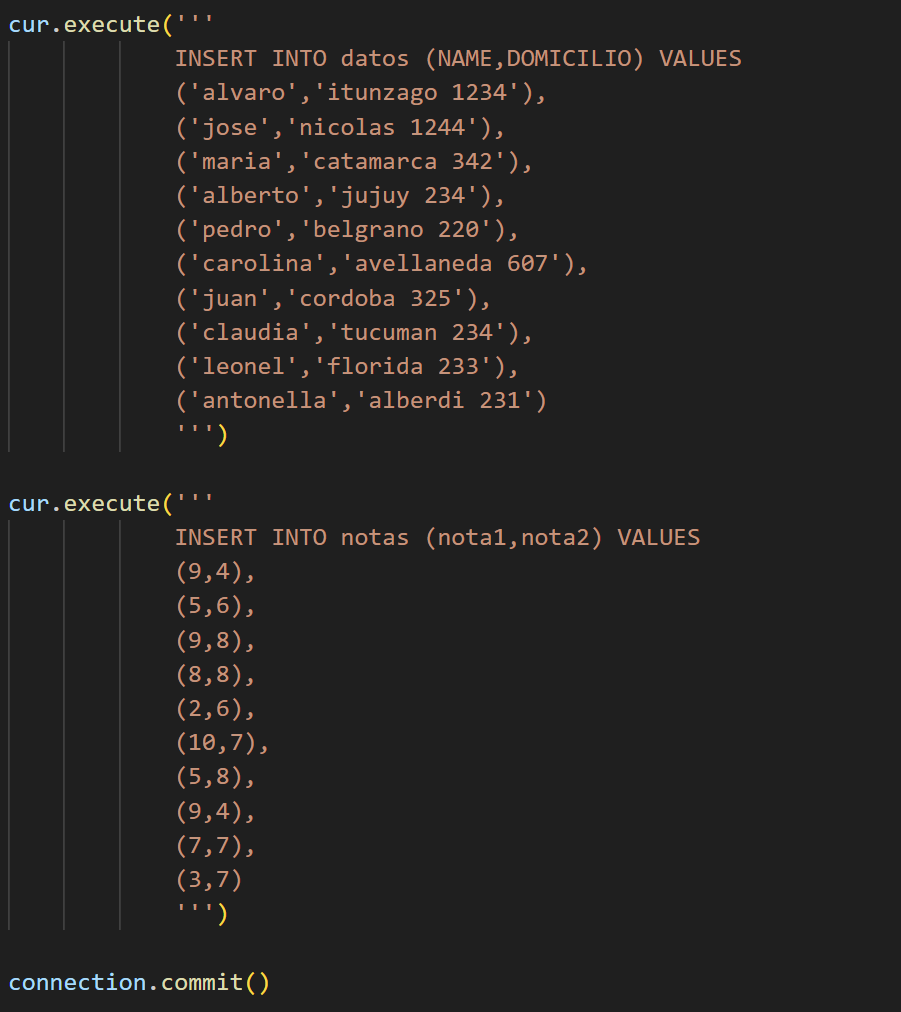 cur.execute('''
INSERT INTO datos (NAME,DOMICILIO) VALUES
('alvaro','itunzago 1234'),
('jose','nicolas 1244'),
('maria','catamarca 342'),
('alberto','jujuy 234'),
('pedro','belgrano 220'),
('carolina','avellaneda 607'),
('juan','cordoba 325'),
('claudia','tucuman 234'),
('leonel','florida 233'),
('antonella','alberdi 231')
''')
cur.execute('''
INSERT INTO notas (nota1,nota2) VALUES
(9,4),
(5,6),
(9,8),
(8,8),
(2,6),
(10,7),
(5,8),
(9,4),
(7,7),
(3,7)
''')
connection.commit()